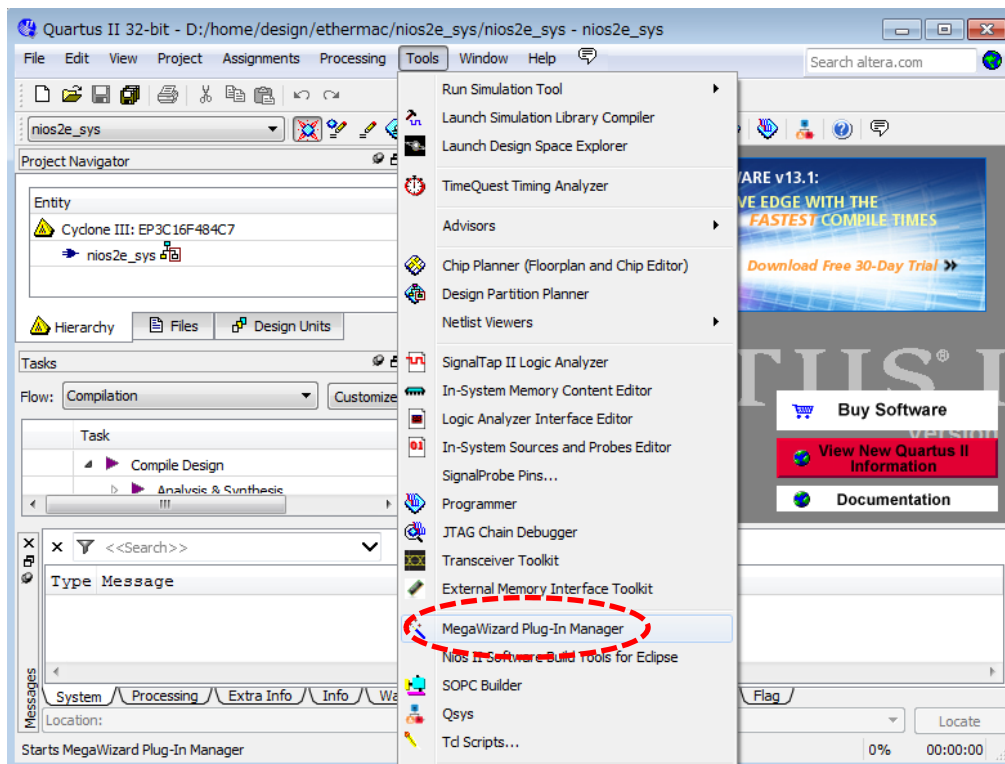 Quartus II 32-bit - D:/home/design/ethermac/nios2e_sys/nios2e_sys - nios2e_sys
File Edit View Project Assignments Processing Tools Window Help
Search altera.com
nios2e_sys
Project Navigator
Entity
Cyclone III: EP3C16F484C7
nios2e_sys
Hierarchy Files Design Units
Tasks
Flow: Compilation Customize
Task
Compile Design
Analysis & Synthesis
Run Simulation Tool
Launch Simulation Library Compiler
Launch Design Space Explorer
TimeQuest Timing Analyzer
Advisors
Chip Planner (Floorplan and Chip Editor)
Design Partition Planner
Netlist Viewers
SignalTap II Logic Analyzer
In-System Memory Content Editor
Logic Analyzer Interface Editor
In-System Sources and Probes Editor
SignalProbe Pins...
Programmer
JTAG Chain Debugger
Transceiver Toolkit
External Memory Interface Toolkit
MegaWizard Plug-In Manager
Nios II Software Build Tools for Eclipse
SOPC Builder
Qsys
Tcl Scripts...
ARE v13.1:
VE EDGE WITH THE
FASTEST COMPILE TIMES
Download Free 30-Day Trial
TUS
Buy Software
version
View New Quartus II
Information
Documentation
<<Search>>
Type Message
Messages
System Processing Extra Info Info Wa Flag
Location: Locate
Starts MegaWizard Plug-In Manager 0% 00:00:00